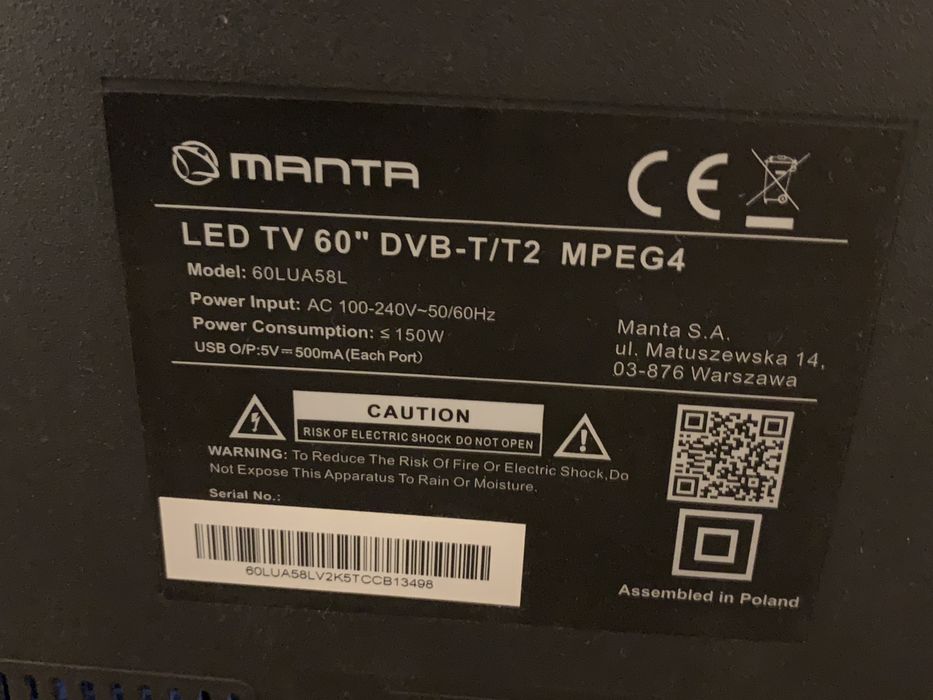 MANTA
LED TV 60" DVB-T/T2 MPEG4
Model: 60LUA58L
Power Input: AC 100-240V~50/60Hz
Power Consumption: ≤150W
USB O/P:5V⎓500mA(Each Port)
Manta S.A.
ul. Matuszewska 14,
03-876 Warszawa
CAUTION
RISK OF ELECTRIC SHOCK DO NOT OPEN
WARNING: To Reduce The Risk Of Fire Or Electric Shock,Do
Not Expose This Apparatus To Rain Or Moisture.
Serial No.:
60LUA58LV2K5TCCB13498
Assembled in Poland